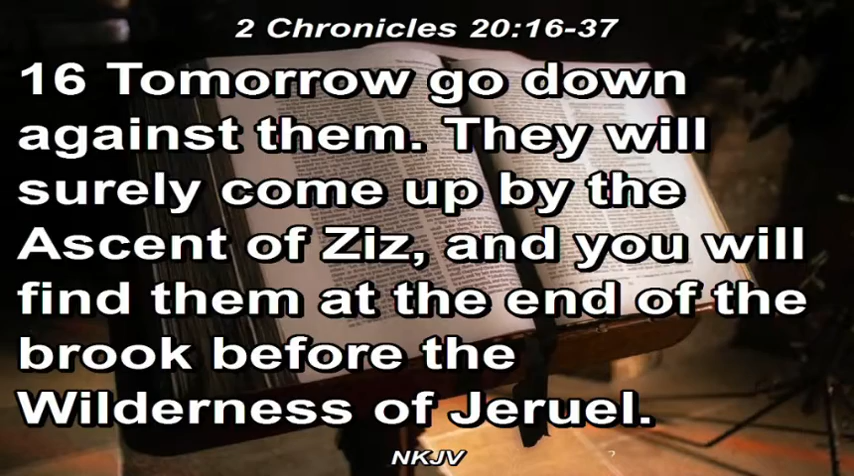 2 Chronicles 20:16-37
16 Tomorrow go down
against them. They will
surely come up by the
Ascent of Ziz, and you will
find them at the end of the
brook before the
Wilderness of Jeruel.
NKJV